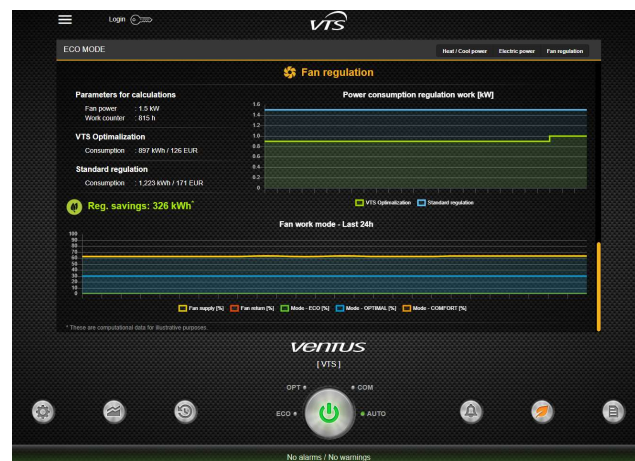 Login
VTS
ECO MODE
Heat / Cool power
Electric power
Fan regulation
Fan regulation
Parameters for calculations
Fan power : 1.5 kW
Work counter : 815 h
VTS Optimalization
Consumption : 897 kWh / 126 EUR
Standard regulation
Consumption : 1,223 kWh / 171 EUR
Reg. savings: 326 kWh*
Power consumption regulation work [kW]
1.6
1.4
1.2
1.0
0.8
0.6
0.4
0.2
0
VTS Optimalization
Standard regulation
Fan work mode - Last 24h
100
90
80
70
60
50
40
30
20
10
Fan supply [%]
Fan return [%]
Mode - ECO [%]
Mode - OPTIMAL [%]
Mode - COMFORT [%]
* These are computational data for illustrative purposes
VENTUS
[ VTS ]
OPT
COM
ECO
AUTO
No alarms / No warnings